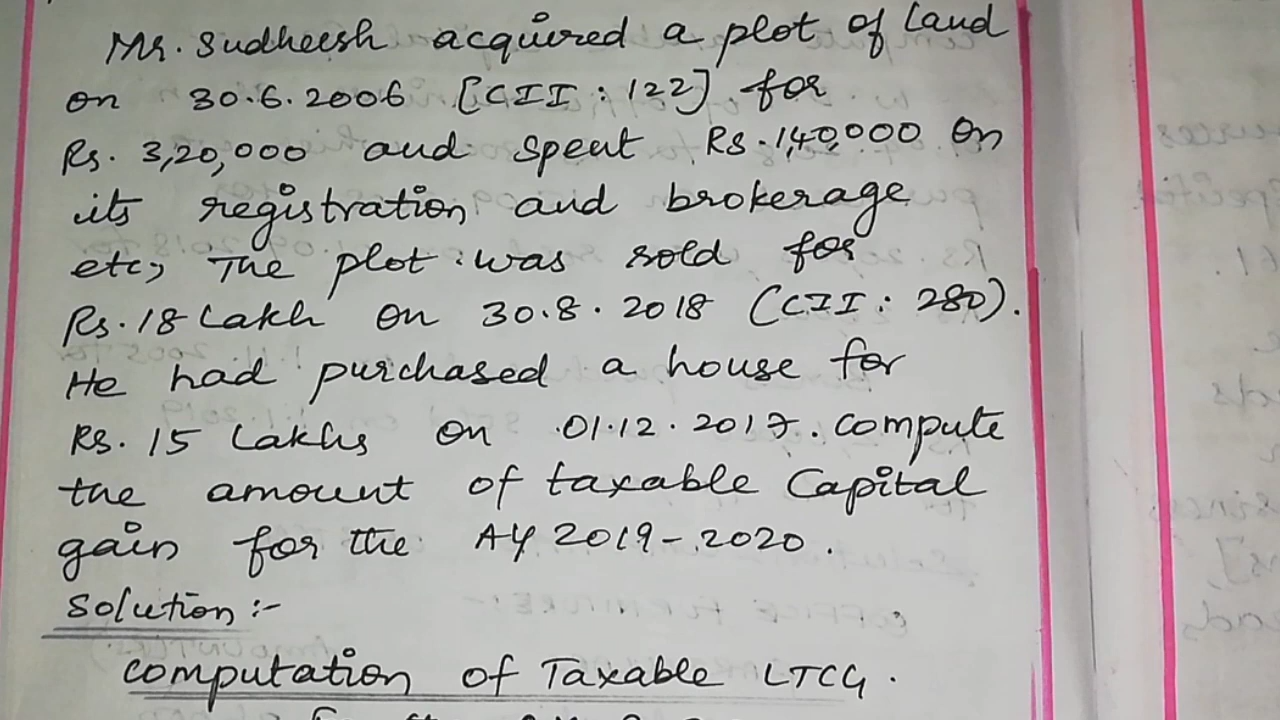 Mr. Sudheesh acquired a plot of land
on 30.6.2006 [CII : 122] for
Rs. 3,20,000 and spent Rs. 1,40,000 on
its registration and brokerage
etc, The plot was sold for
Rs. 18 Lakh on 30.8.2018 (CII : 280).
He had purchased a house for
Rs. 15 Lakhs on 01.12.2017. compute
the amount of taxable Capital
gain for the AY 2019-2020.
Solution :-
computation of Taxable LTCG.